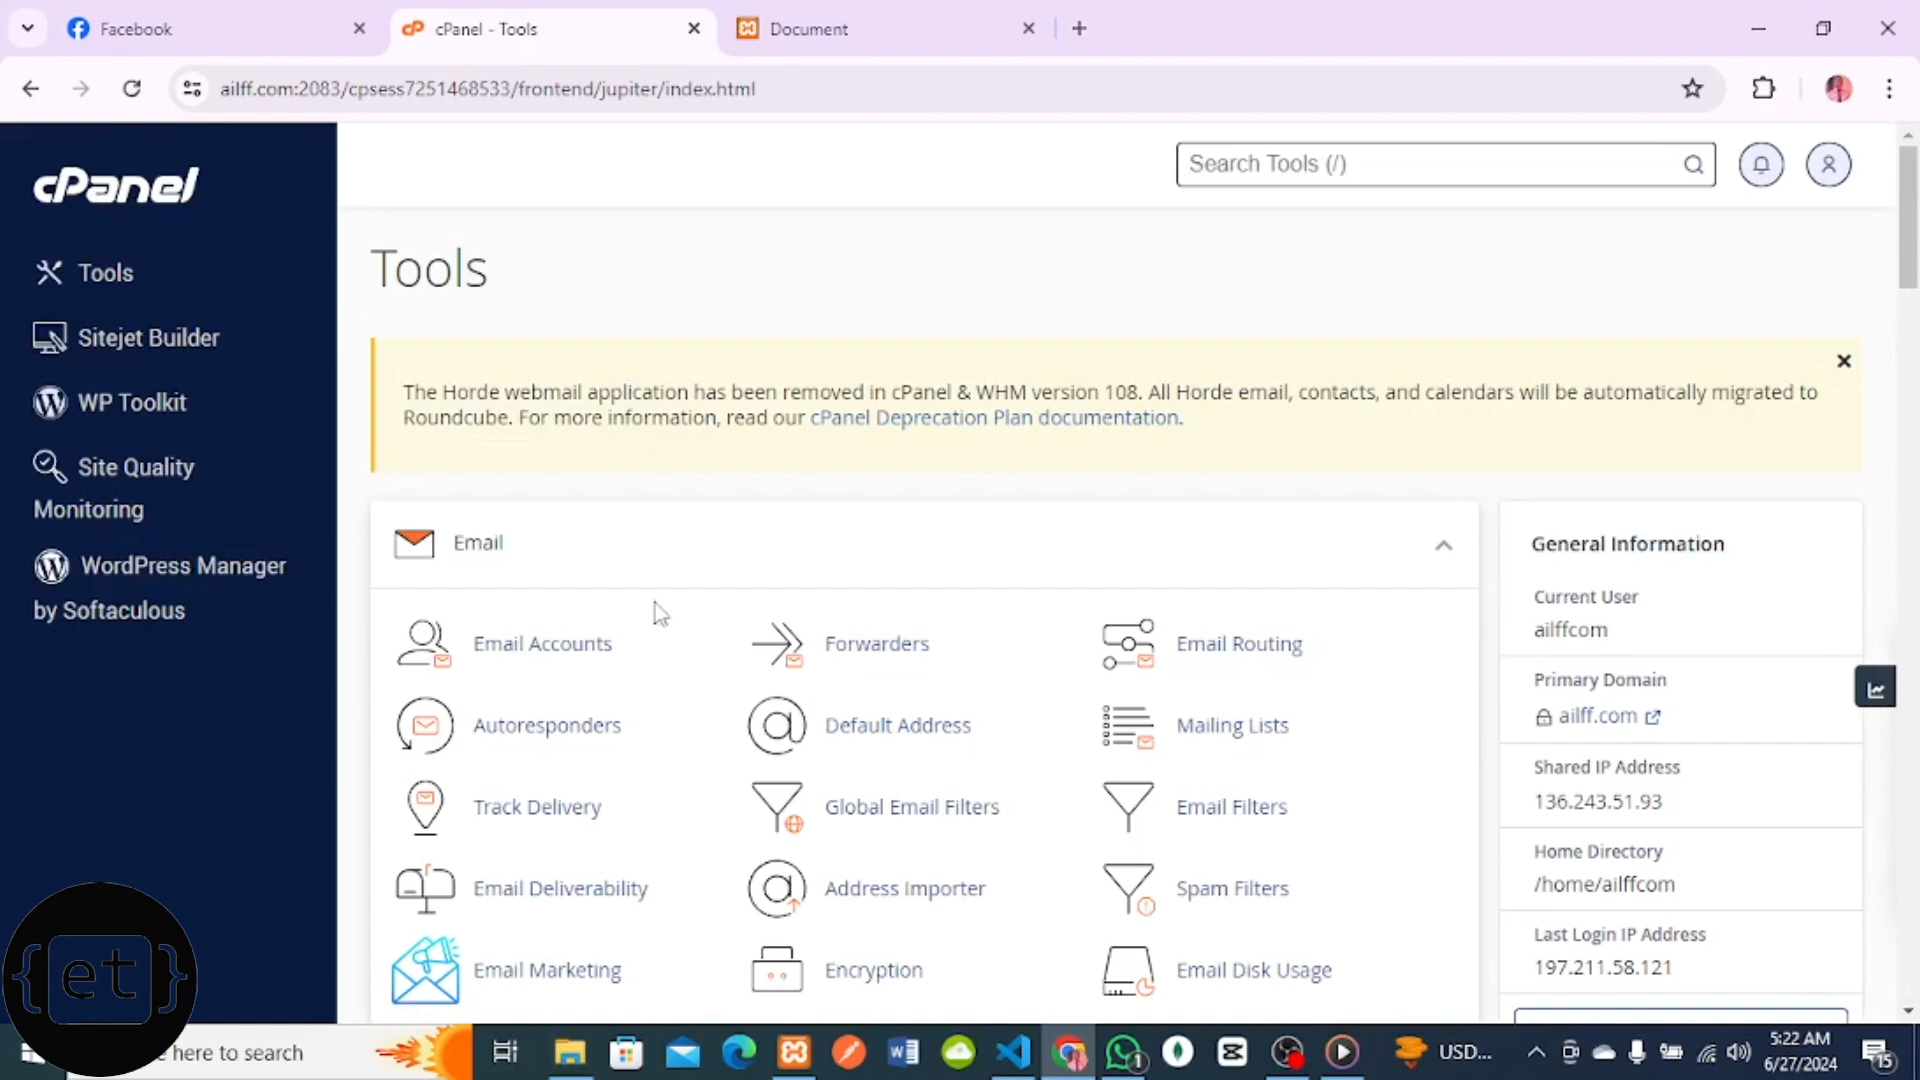 Facebook
cPanel - Tools
Document
ailff.com:2083/cpsess7251468533/frontend/jupiter/index.html
cPanel
Search Tools (/)
Tools
Sitejet Builder
WP Toolkit
Site Quality
Monitoring
WordPress Manager
by Softaculous
Tools
The Horde webmail application has been removed in cPanel & WHM version 108. All Horde email, contacts, and calendars will be automatically migrated to
Roundcube. For more information, read our cPanel Deprecation Plan documentation.
Email
Email Accounts
Forwarders
Email Routing
Autoresponders
Default Address
Mailing Lists
Track Delivery
Global Email Filters
Email Filters
Email Deliverability
Address Importer
Spam Filters
Email Marketing
Encryption
Email Disk Usage
General Information
Current User
ailffcom
Primary Domain
ailff.com
Shared IP Address
136.243.51.93
Home Directory
/home/ailffcom
Last Login IP Address
197.211.58.121
{et}
here to search
1
USD...
5:22 AM
6/27/2024
15